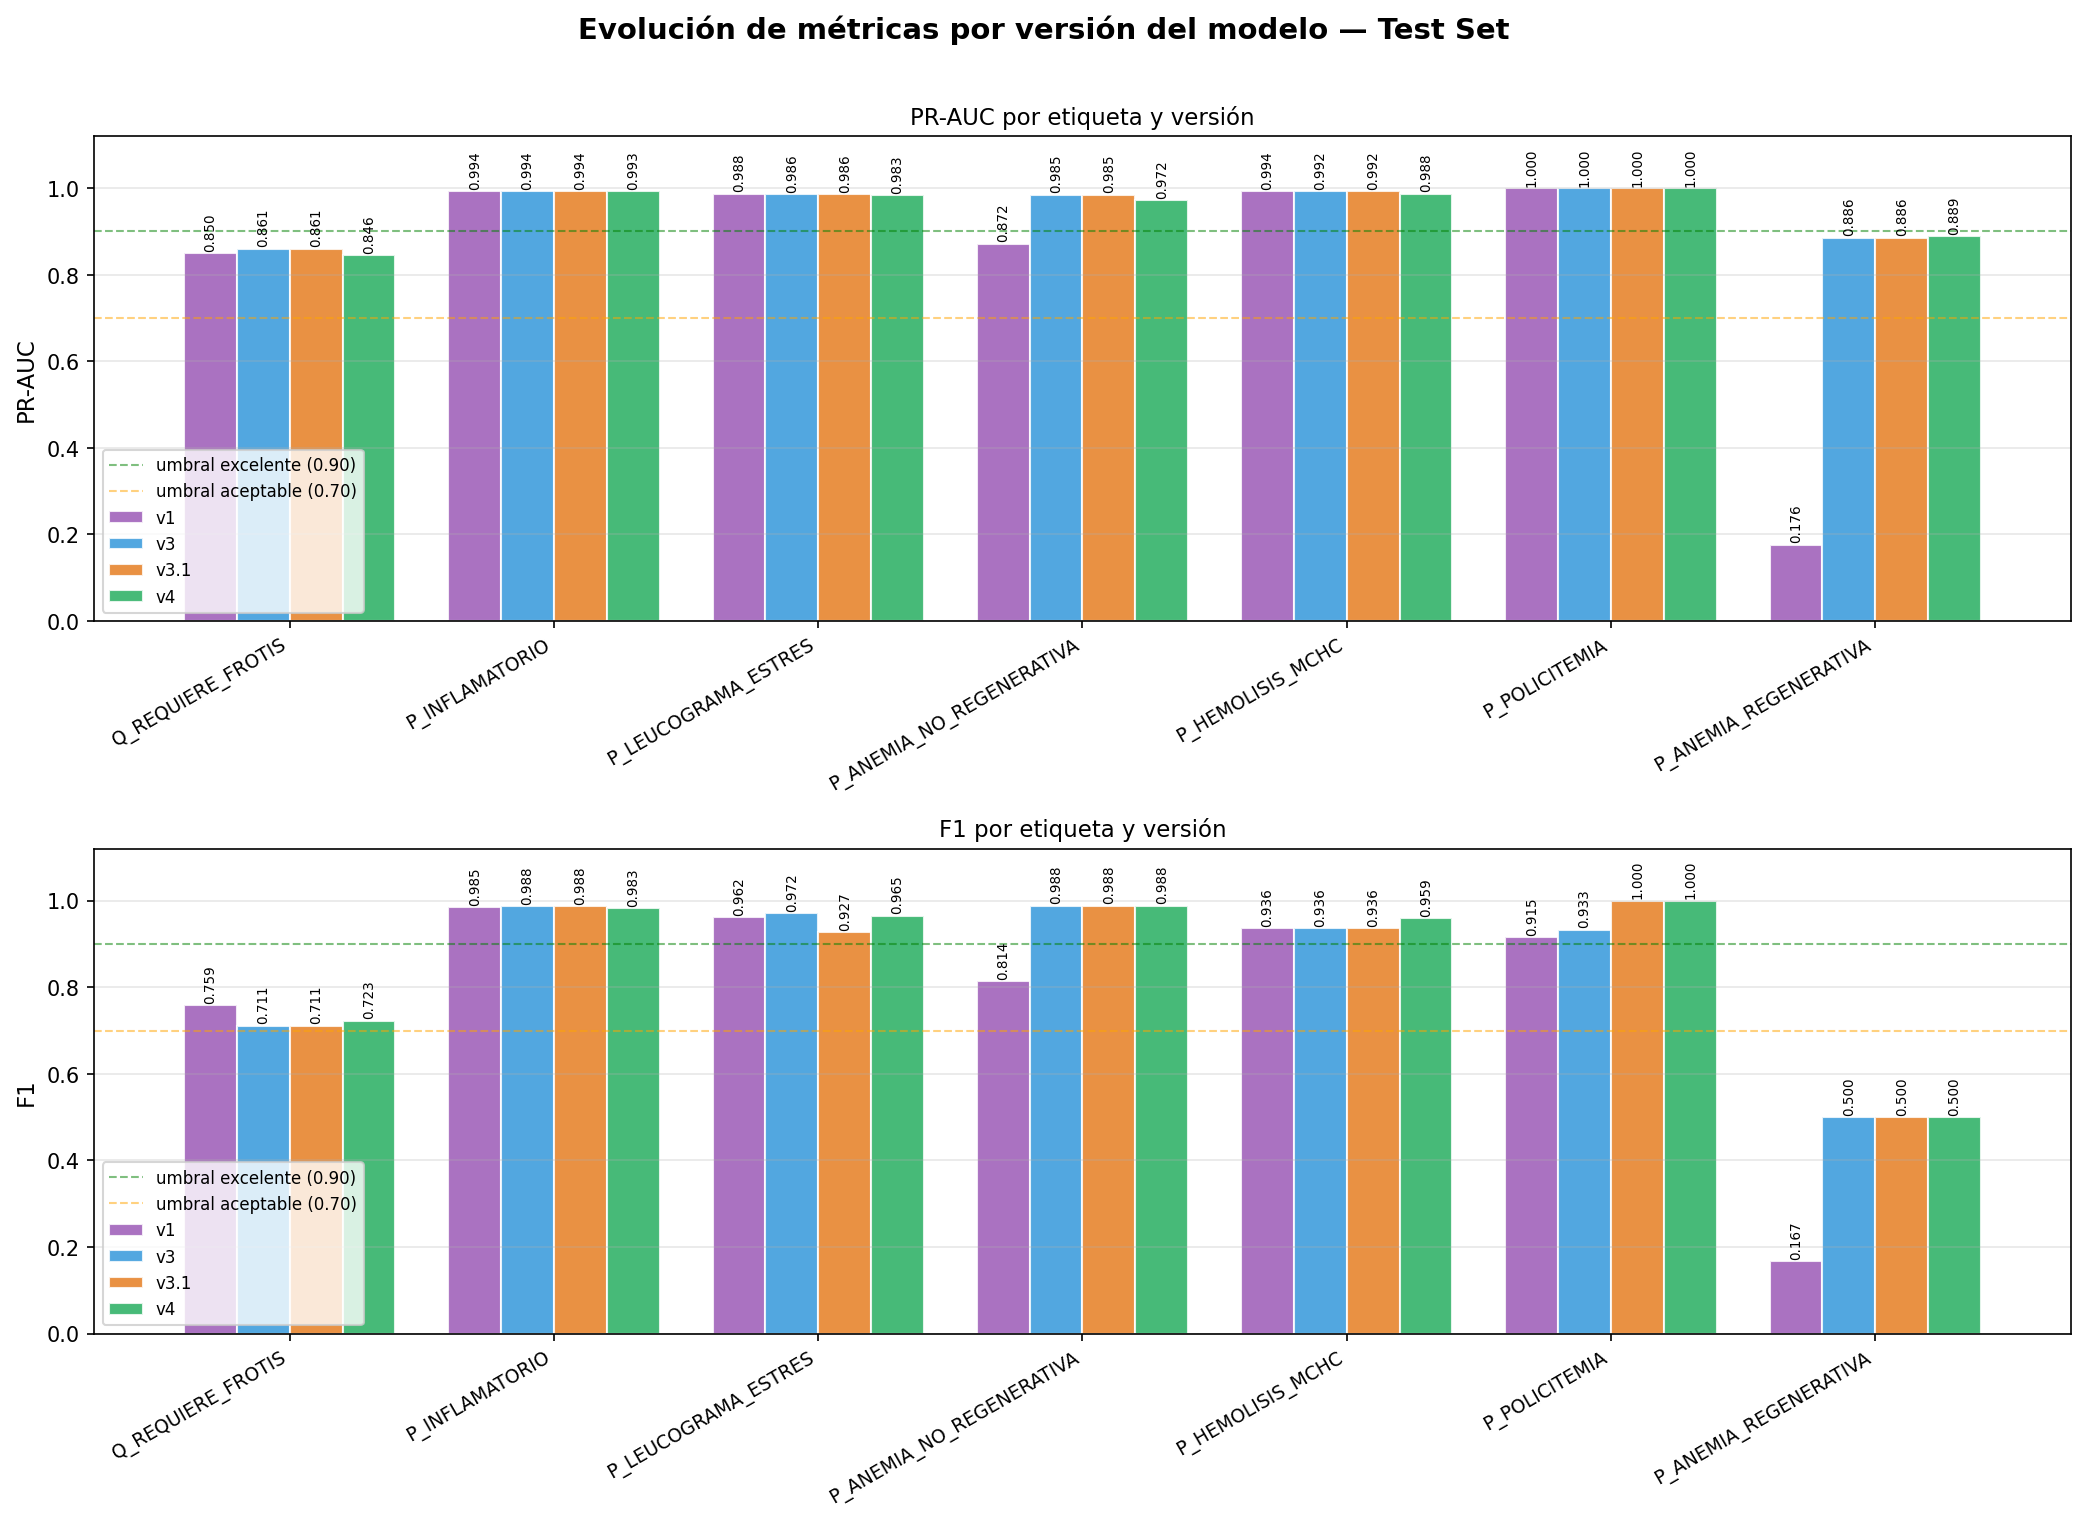 Evolución de métricas por versión del modelo — Test Set
PR-AUC por etiqueta y versión
PR-AUC
1.0
0.8
0.6
0.4
0.2
0.0
0.850
0.861
0.861
0.846
0.994
0.994
0.994
0.993
0.988
0.986
0.986
0.983
0.872
0.985
0.985
0.972
0.994
0.992
0.992
0.988
1.000
1.000
1.000
1.000
0.176
0.886
0.886
0.889
umbral excelente (0.90)
umbral aceptable (0.70)
v1
v3
v3.1
v4
Q_REQUIERE_FROTIS
P_INFLAMATORIO
P_LEUCOGRAMA_ESTRES
P_ANEMIA_NO_REGENERATIVA
P_HEMOLISIS_MCHC
P_POLICITEMIA
P_ANEMIA_REGENERATIVA
F1 por etiqueta y versión
F1
1.0
0.8
0.6
0.4
0.2
0.0
0.759
0.711
0.711
0.723
0.985
0.988
0.988
0.983
0.962
0.972
0.927
0.965
0.814
0.988
0.988
0.988
0.936
0.936
0.936
0.959
0.915
0.933
1.000
1.000
0.167
0.500
0.500
0.500
umbral excelente (0.90)
umbral aceptable (0.70)
v1
v3
v3.1
v4
Q_REQUIERE_FROTIS
P_INFLAMATORIO
P_LEUCOGRAMA_ESTRES
P_ANEMIA_NO_REGENERATIVA
P_HEMOLISIS_MCHC
P_POLICITEMIA
P_ANEMIA_REGENERATIVA